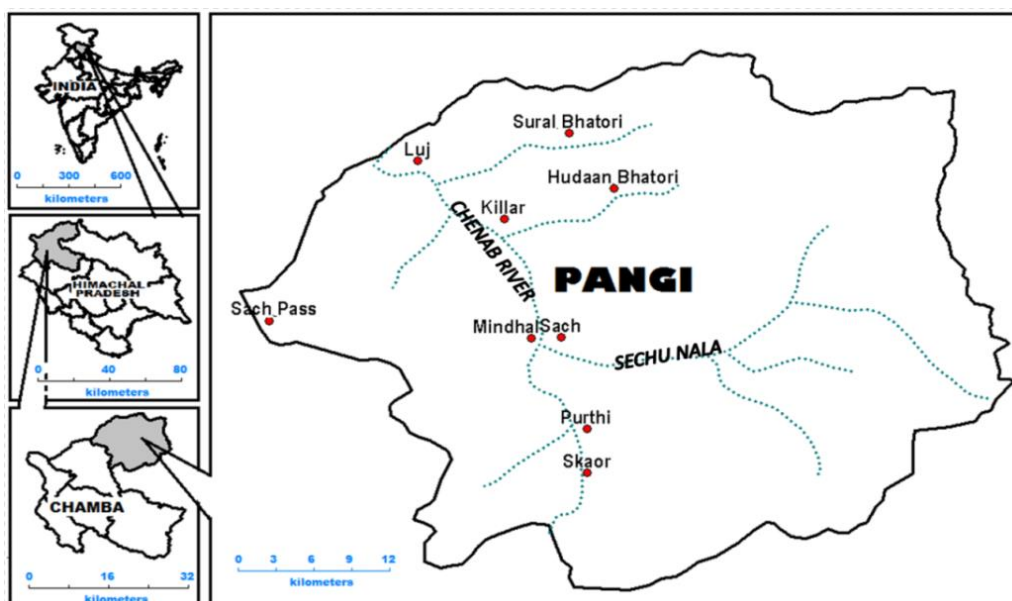 INDIA
0 300 600
kilometers
HIMACHAL
PRADESH
0 40 80
kilometers
CHAMBA
0 16 32
kilometers
Sural Bhatori
Luj
Hudaan Bhatori
Killar
CHENAB RIVER
PANGI
Sach Pass
Mindhal
Sach
SECHU NALA
Purthi
Skaor
0 3 6 9 12
kilometers